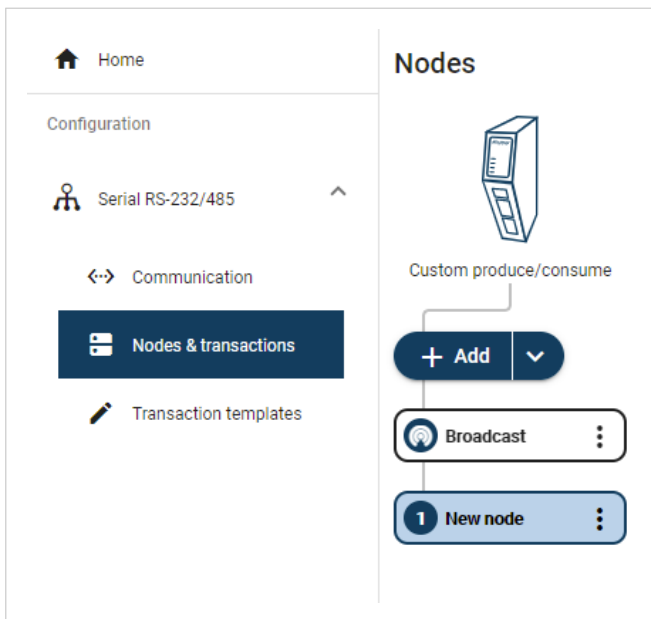 Home
Configuration
Serial RS-232/485
Communication
Nodes & transactions
Transaction templates
Nodes
Custom produce/consume
+ Add
Broadcast
1 New node